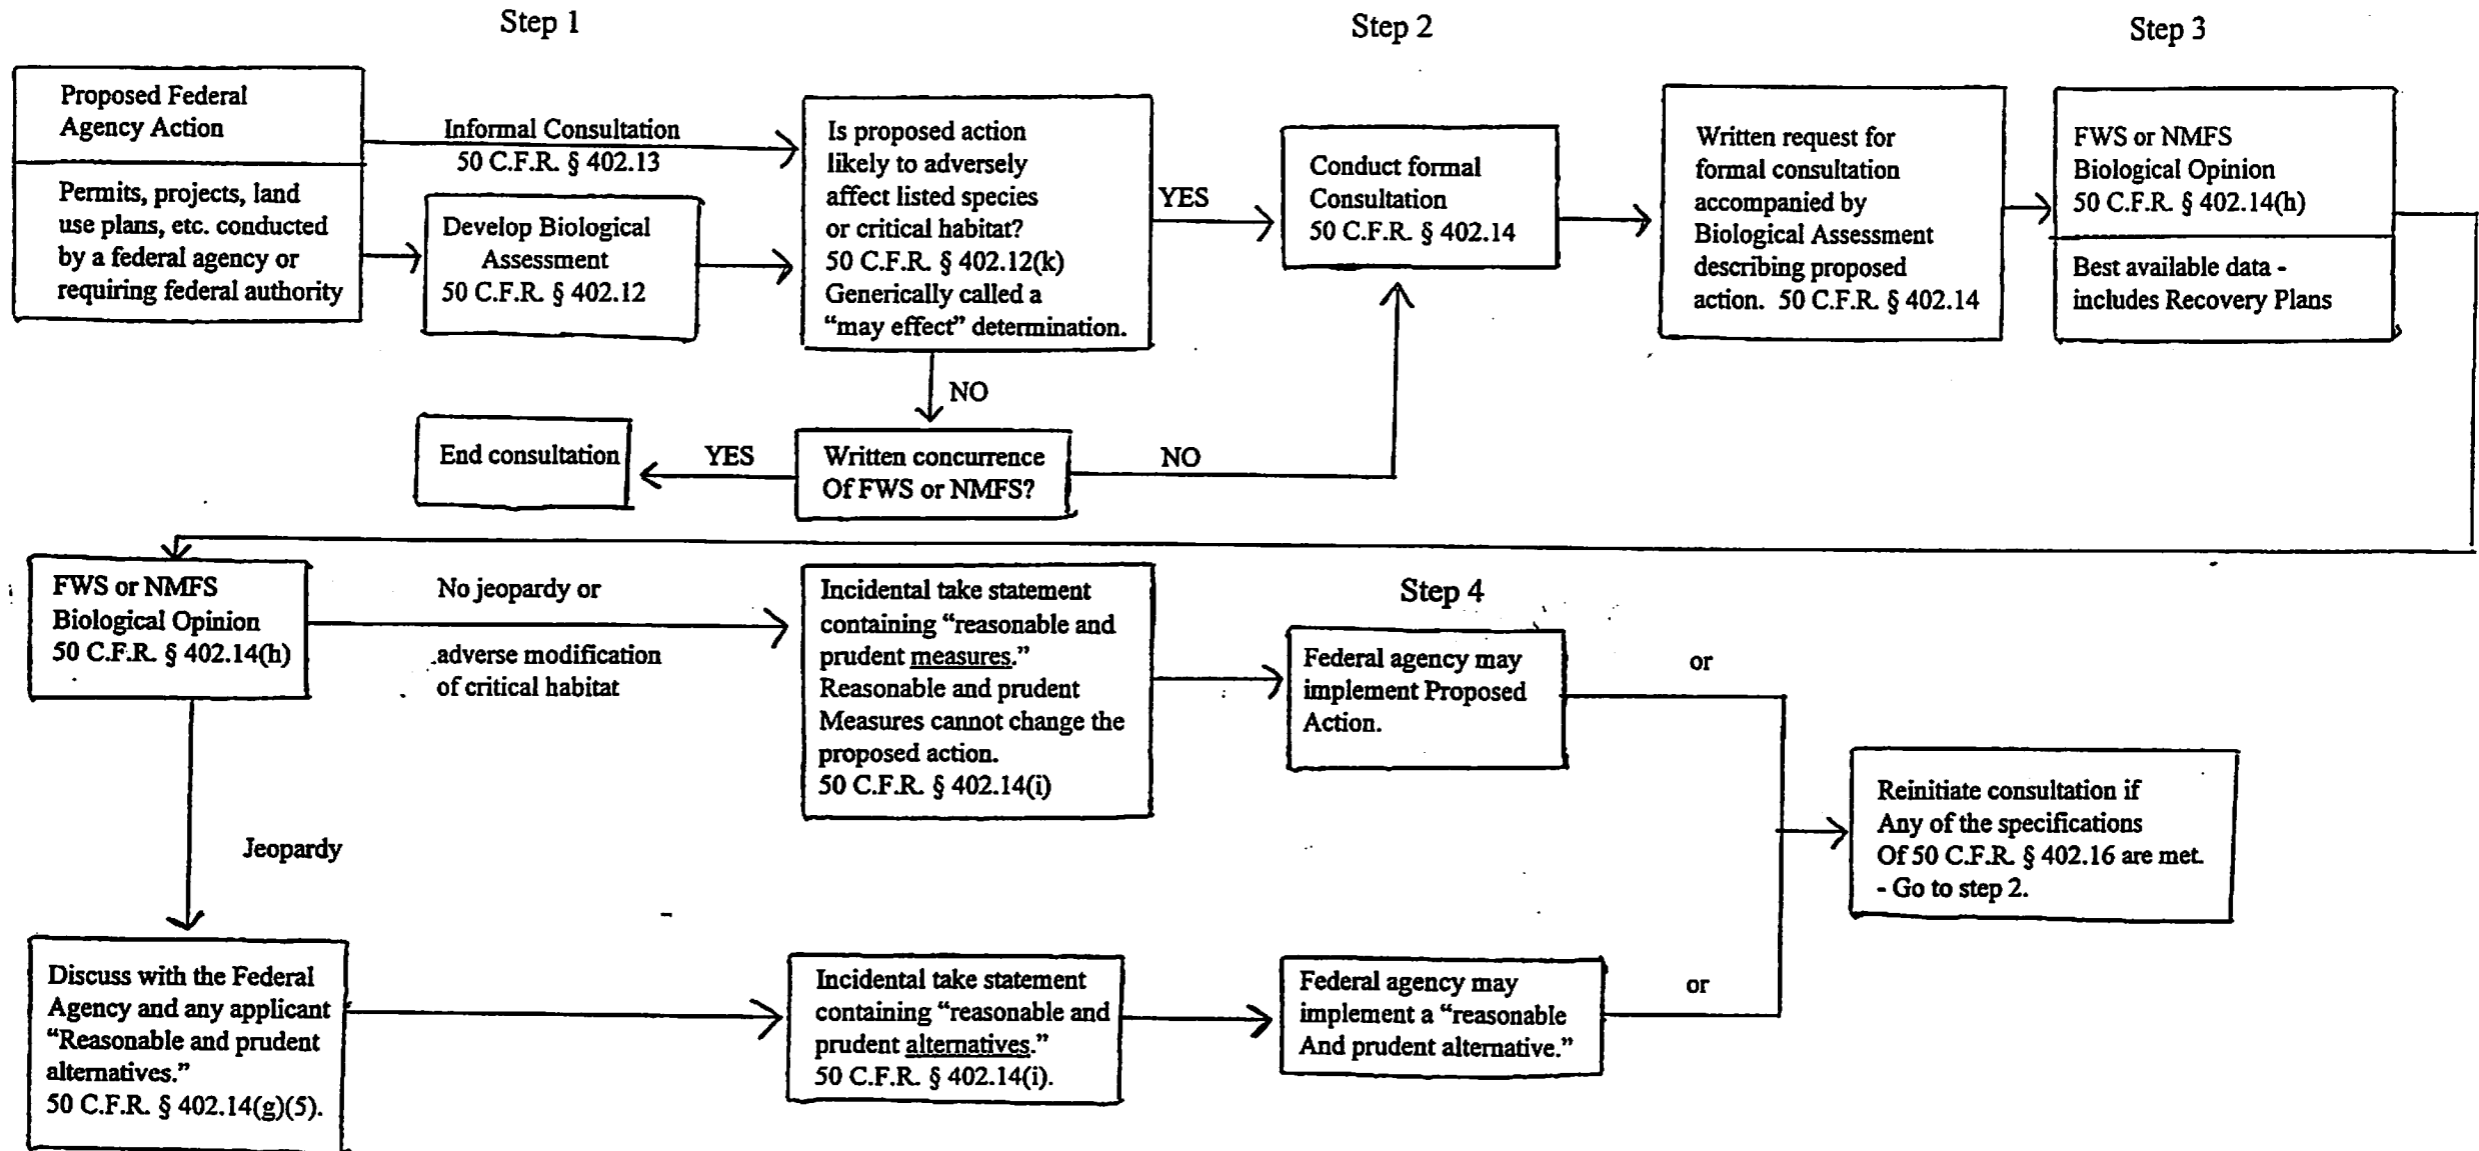 Step 1
Step 2
Step 3
Proposed Federal
Agency Action
Permits, projects, land
use plans, etc. conducted
by a federal agency or
requiring federal authority
Informal Consultation
50 C.F.R. § 402.13
Develop Biological
Assessment
50 C.F.R. § 402.12
Is proposed action
likely to adversely
affect listed species
or critical habitat?
50 C.F.R. § 402.12(k)
Generically called a
“may effect” determination.
YES
Conduct formal
Consultation
50 C.F.R. § 402.14
Written request for
formal consultation
accompanied by
Biological Assessment
describing proposed
action. 50 C.F.R. § 402.14
FWS or NMFS
Biological Opinion
50 C.F.R. § 402.14(h)
Best available data -
includes Recovery Plans
NO
End consultation
YES
Written concurrence
Of FWS or NMFS?
NO
FWS or NMFS
Biological Opinion
50 C.F.R. § 402.14(h)
No jeopardy or
adverse modification
of critical habitat
Incidental take statement
containing “reasonable and
prudent measures.”
Reasonable and prudent
Measures cannot change the
proposed action.
50 C.F.R. § 402.14(i)
Step 4
Federal agency may
implement Proposed
Action.
or
Reinitiate consultation if
Any of the specifications
Of 50 C.F.R. § 402.16 are met.
- Go to step 2.
Jeopardy
Discuss with the Federal
Agency and any applicant
“Reasonable and prudent
alternatives.”
50 C.F.R. § 402.14(g)(5).
Incidental take statement
containing “reasonable and
prudent alternatives.”
50 C.F.R. § 402.14(i).
Federal agency may
implement a “reasonable
And prudent alternative.”
or